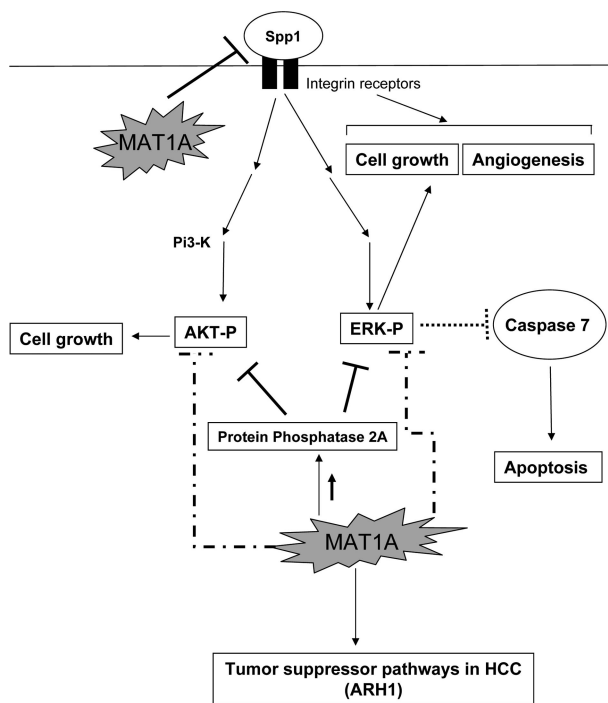 Spp1
Integrin receptors
MAT1A
Cell growth
Angiogenesis
Pi3-K
AKT-P
ERK-P
Caspase 7
Cell growth
Protein Phosphatase 2A
Apoptosis
MAT1A
Tumor suppressor pathways in HCC
(ARH1)